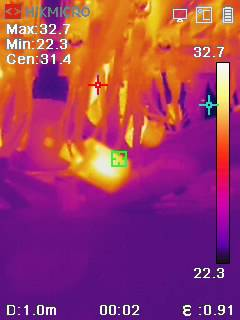 HIKMICRO
Max:32.7
Min:22.3
Cen:31.4
32.7
22.3
D:1.0m 00:02 ε:0.91